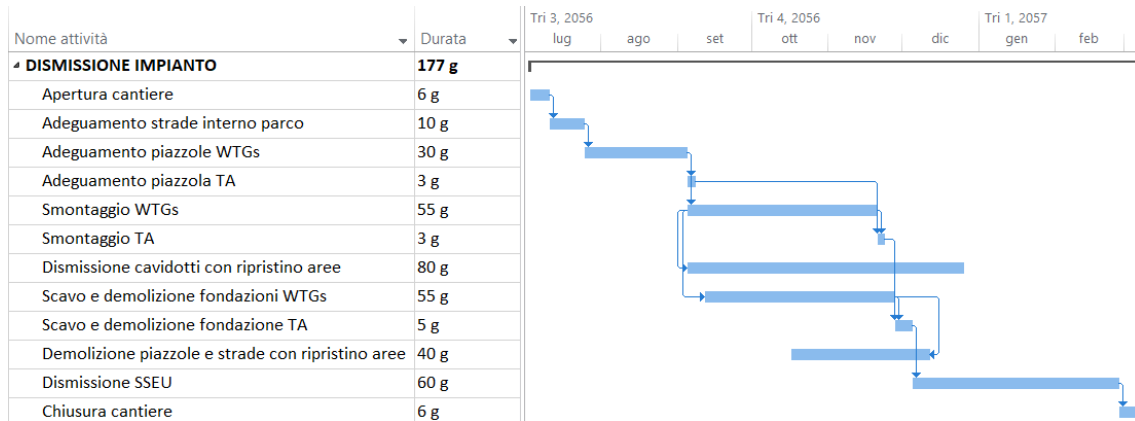 Tri 3, 2056 Tri 4, 2056 Tri 1, 2057
Nome attività Durata lug ago set ott nov dic gen feb
DISMISSIONE IMPIANTO 177 g
Apertura cantiere 6 g
Adeguamento strade interno parco 10 g
Adeguamento piazzole WTGs 30 g
Adeguamento piazzola TA 3 g
Smontaggio WTGs 55 g
Smontaggio TA 3 g
Dismissione cavidotti con ripristino aree 80 g
Scavo e demolizione fondazioni WTGs 55 g
Scavo e demolizione fondazione TA 5 g
Demolizione piazzole e strade con ripristino aree 40 g
Dismissione SSEU 60 g
Chiusura cantiere 6 g